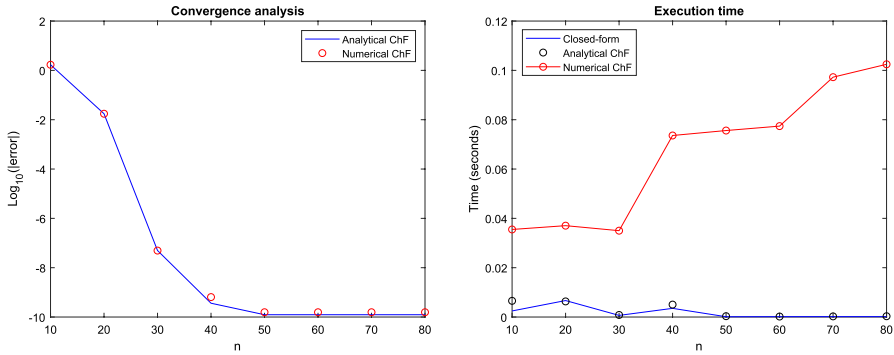 Convergence analysis
2
0
-2
-4
-6
-8
-10
Log10(|error|)
Analytical ChF
Numerical ChF
10
20
30
40
50
60
70
80
n
Execution time
0.12
0.1
0.08
0.06
0.04
0.02
0
Time (seconds)
Closed-form
Analytical ChF
Numerical ChF
10
20
30
40
50
60
70
80
n